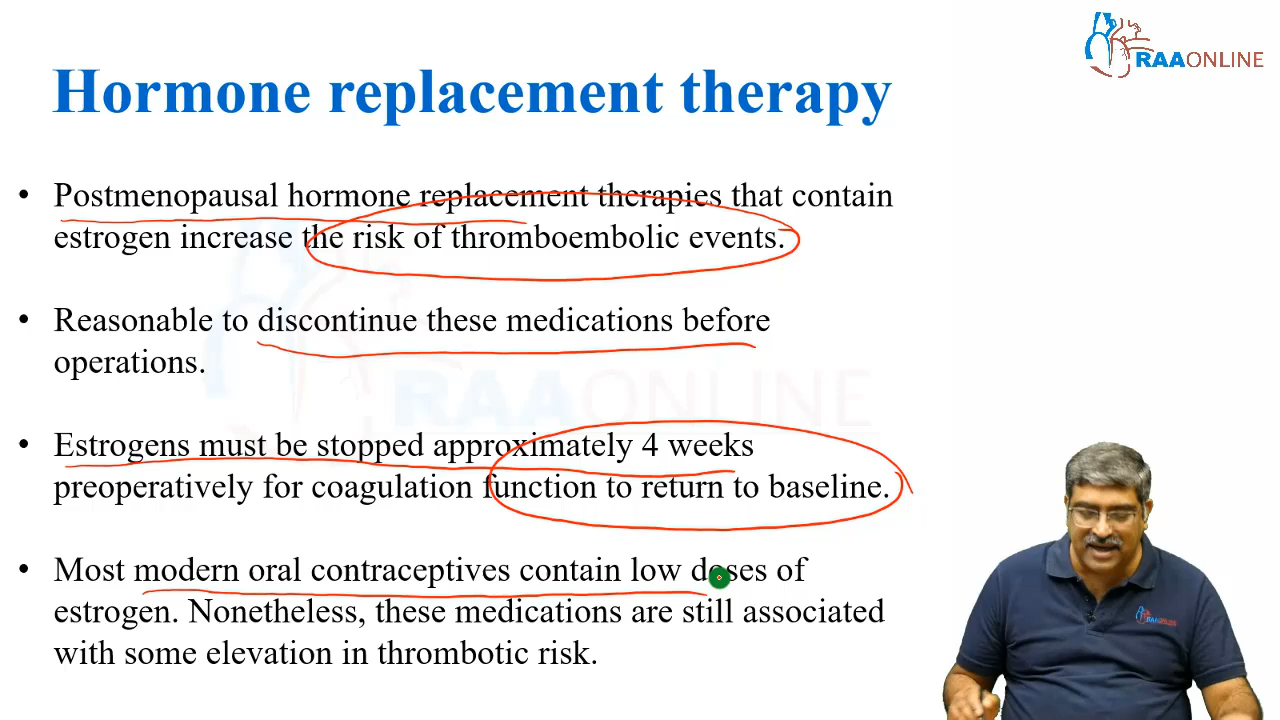 RAAONLINE
Hormone replacement therapy
• Postmenopausal hormone replacement therapies that contain
estrogen increase the risk of thromboembolic events.
• Reasonable to discontinue these medications before
operations.
• Estrogens must be stopped approximately 4 weeks
preoperatively for coagulation function to return to baseline.
• Most modern oral contraceptives contain low doses of
estrogen. Nonetheless, these medications are still associated
with some elevation in thrombotic risk.
RAAONLINE
RAAONLINE